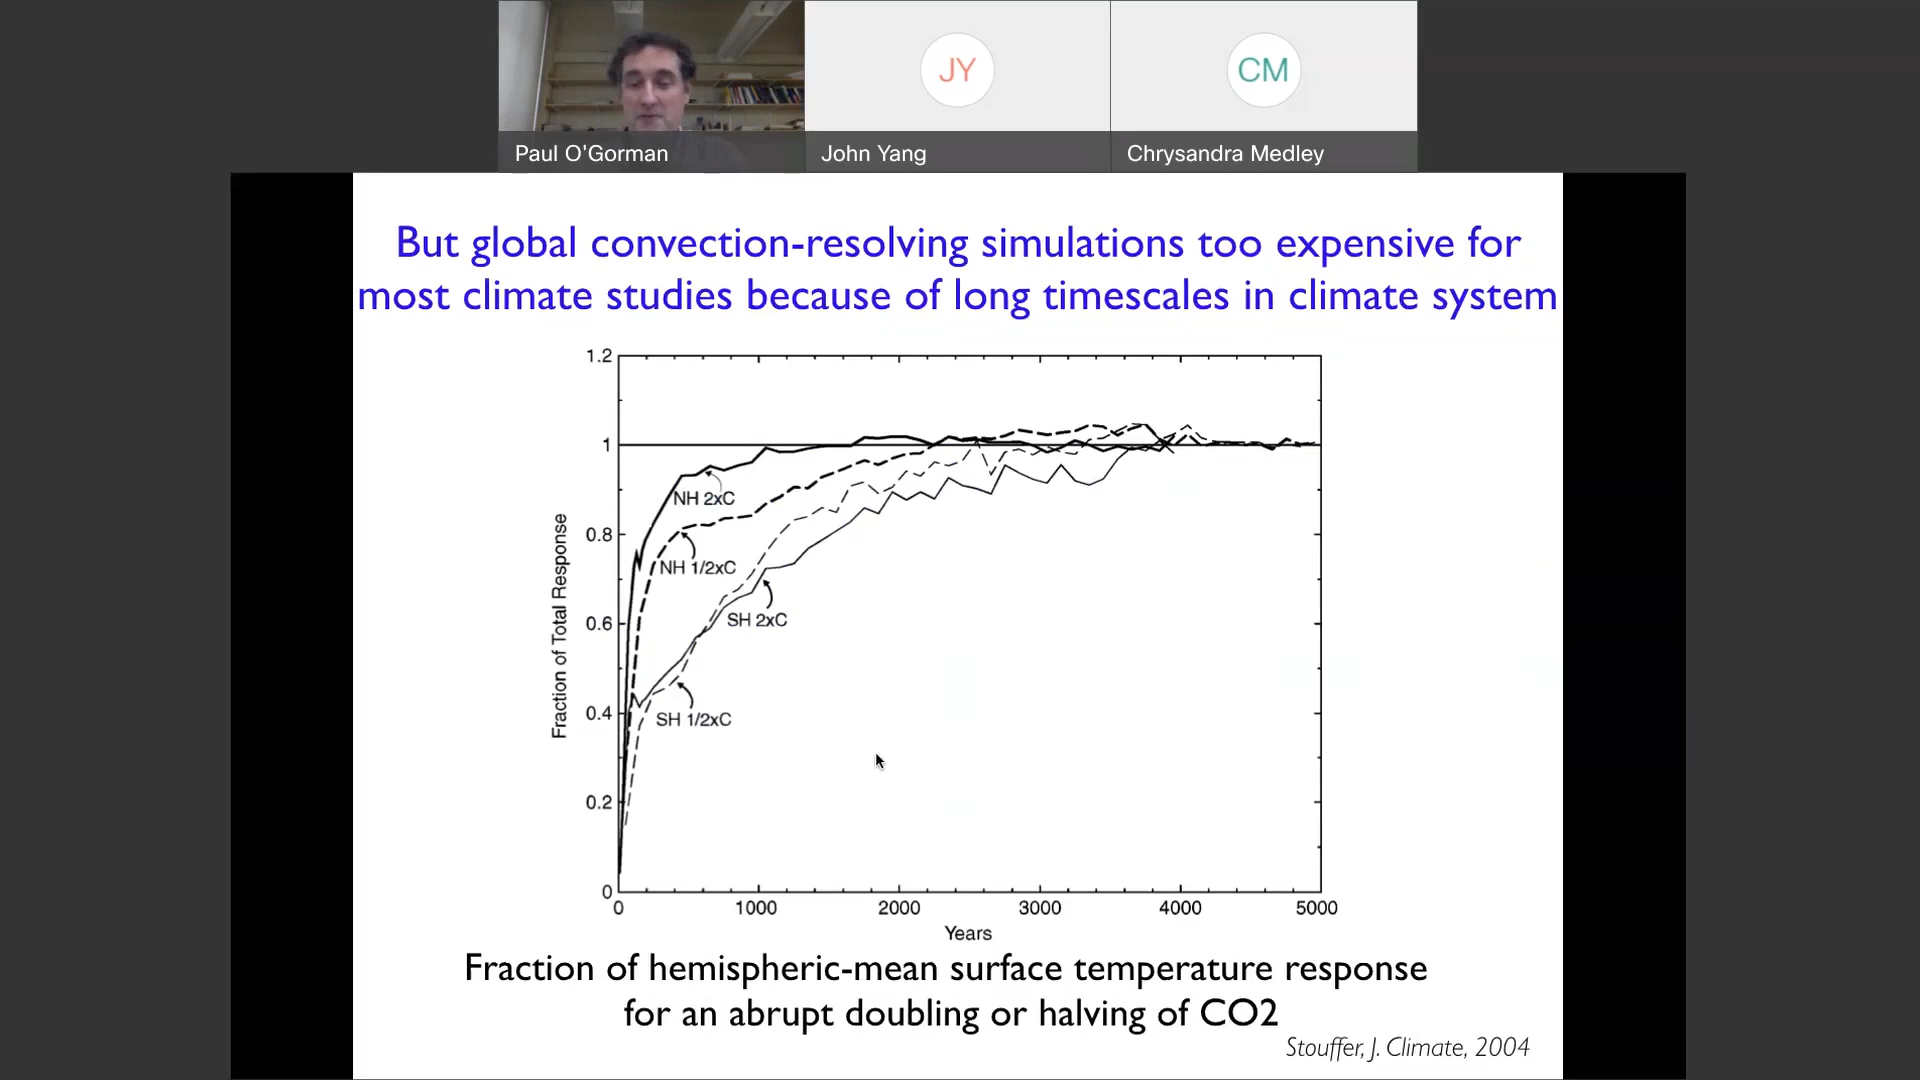 JY
CM
Paul O'Gorman
John Yang
Chrysandra Medley
But global convection-resolving simulations too expensive for
most climate studies because of long timescales in climate system
1.2
1
0.8
0.6
0.4
0.2
0
Fraction of Total Response
NH 2xC
NH 1/2xC
SH 2xC
SH 1/2xC
0 1000 2000 3000 4000 5000
Years
Fraction of hemispheric-mean surface temperature response
for an abrupt doubling or halving of CO2
Stouffer, J. Climate, 2004